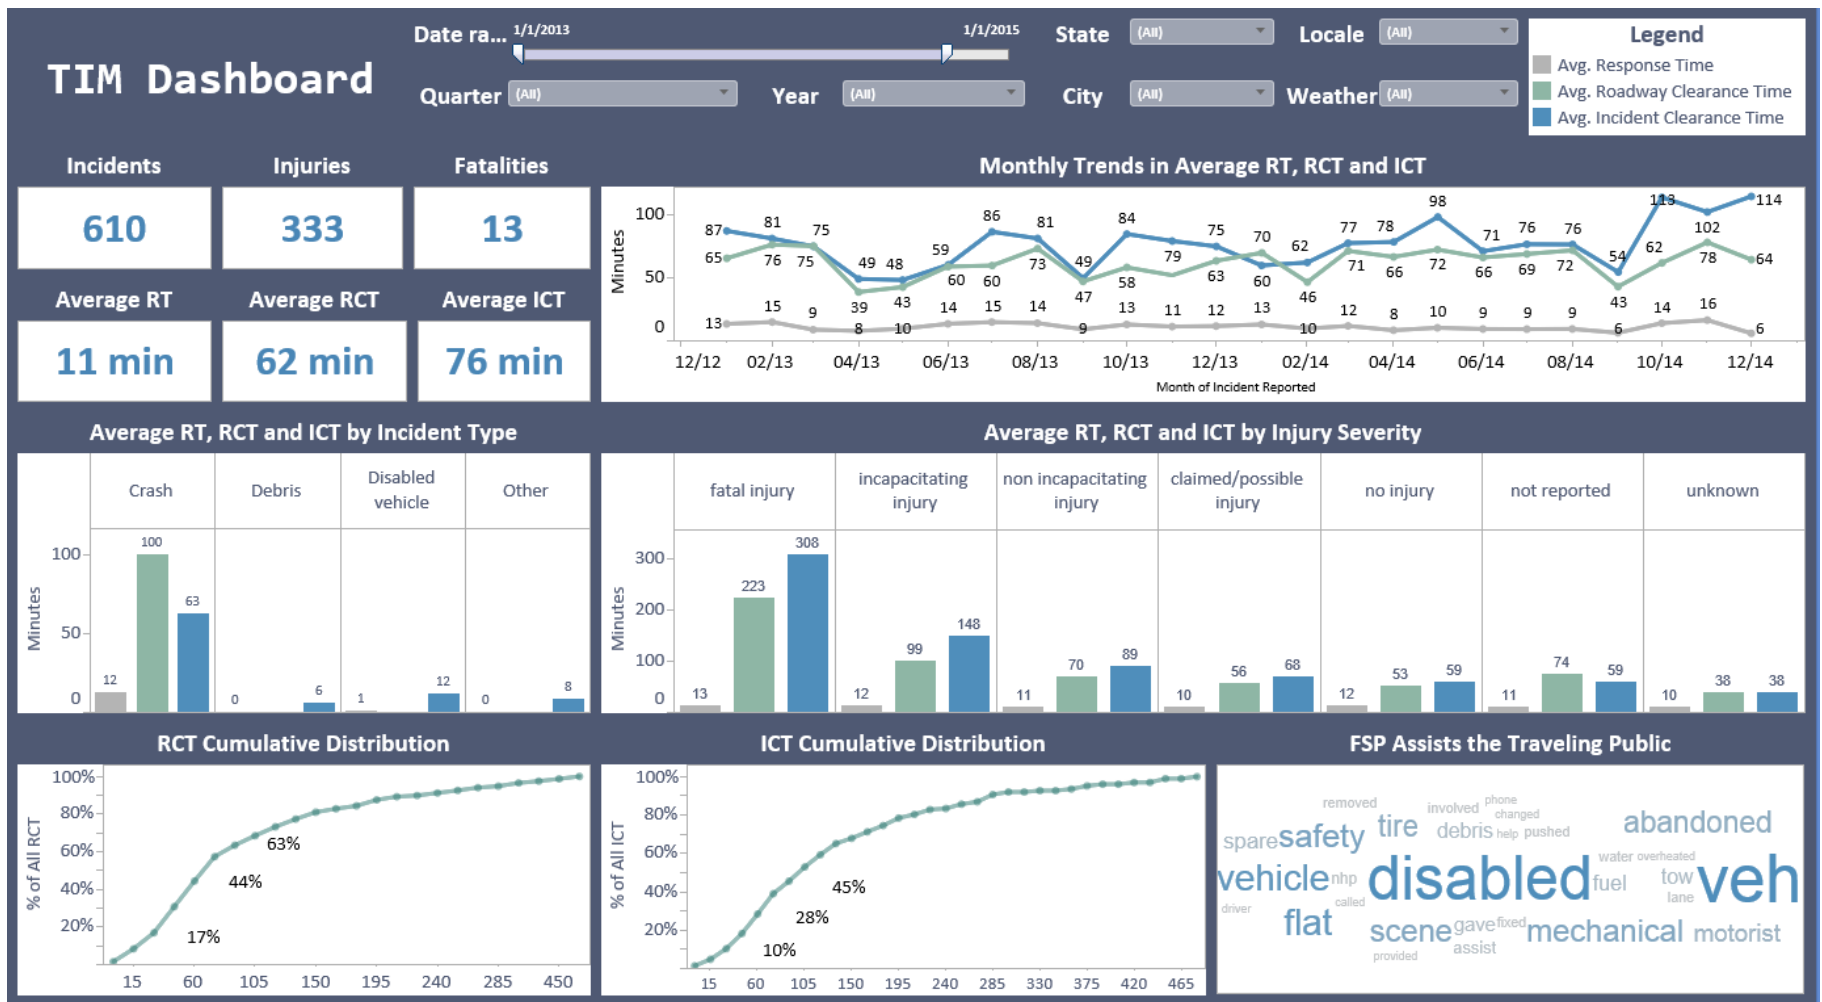 TIM Dashboard
Date ra... 1/1/2013 1/1/2015
State (All)
Locale (All)
Quarter (All)
Year (All)
City (All)
Weather (All)
Legend
Avg. Response Time
Avg. Roadway Clearance Time
Avg. Incident Clearance Time
Incidents
610
Injuries
333
Fatalities
13
Average RT
11 min
Average RCT
62 min
Average ICT
76 min
Monthly Trends in Average RT, RCT and ICT
Minutes
100
50
0
87 81 75 49 48 59 86 81 49 84 79 75 60 62 77 78 98 71 76 76 54 113 102 114
65 76 75 39 43 60 60 73 47 58 63 70 46 71 66 72 66 69 72 43 62 78 64
13 15 9 8 10 14 15 14 9 13 11 12 13 10 12 8 10 9 9 9 6 14 16 6
12/12 02/13 04/13 06/13 08/13 10/13 12/13 02/14 04/14 06/14 08/14 10/14 12/14
Month of Incident Reported
Average RT, RCT and ICT by Incident Type
Crash
Debris
Disabled
vehicle
Other
Minutes
100
50
0
12 100 63
0 6
1 12
0 8
Average RT, RCT and ICT by Injury Severity
fatal injury
incapacitating
injury
non incapacitating
injury
claimed/possible
injury
no injury
not reported
unknown
Minutes
300
200
100
0
13 223 308
12 99 148
11 70 89
10 56 68
12 53 59
11 74 59
10 38 38
RCT Cumulative Distribution
% of All RCT
100%
80%
60%
40%
20%
63%
44%
17%
15 60 105 150 195 240 285 450
ICT Cumulative Distribution
% of All ICT
100%
80%
60%
40%
20%
45%
28%
10%
15 60 105 150 195 240 285 330 375 420 465
FSP Assists the Traveling Public
removed involved phone
changed
spare safety tire debris help pushed abandoned
water overheated
vehicle nhp disabled fuel tow veh
lane
driver called
flat scene gave fixed mechanical motorist
assist
provided